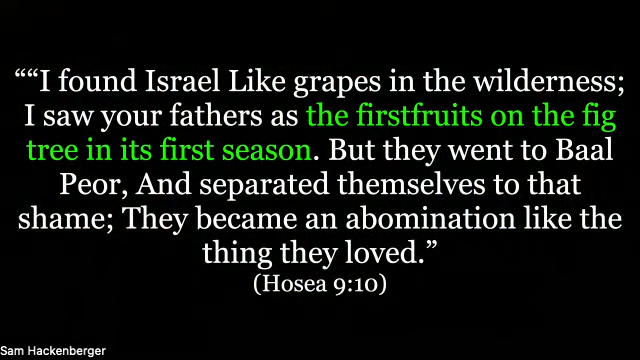 ““I found Israel Like grapes in the wilderness;
I saw your fathers as the firstfruits on the fig
tree in its first season. But they went to Baal
Peor, And separated themselves to that
shame; They became an abomination like the
thing they loved.”
(Hosea 9:10)
Sam Hackenberger